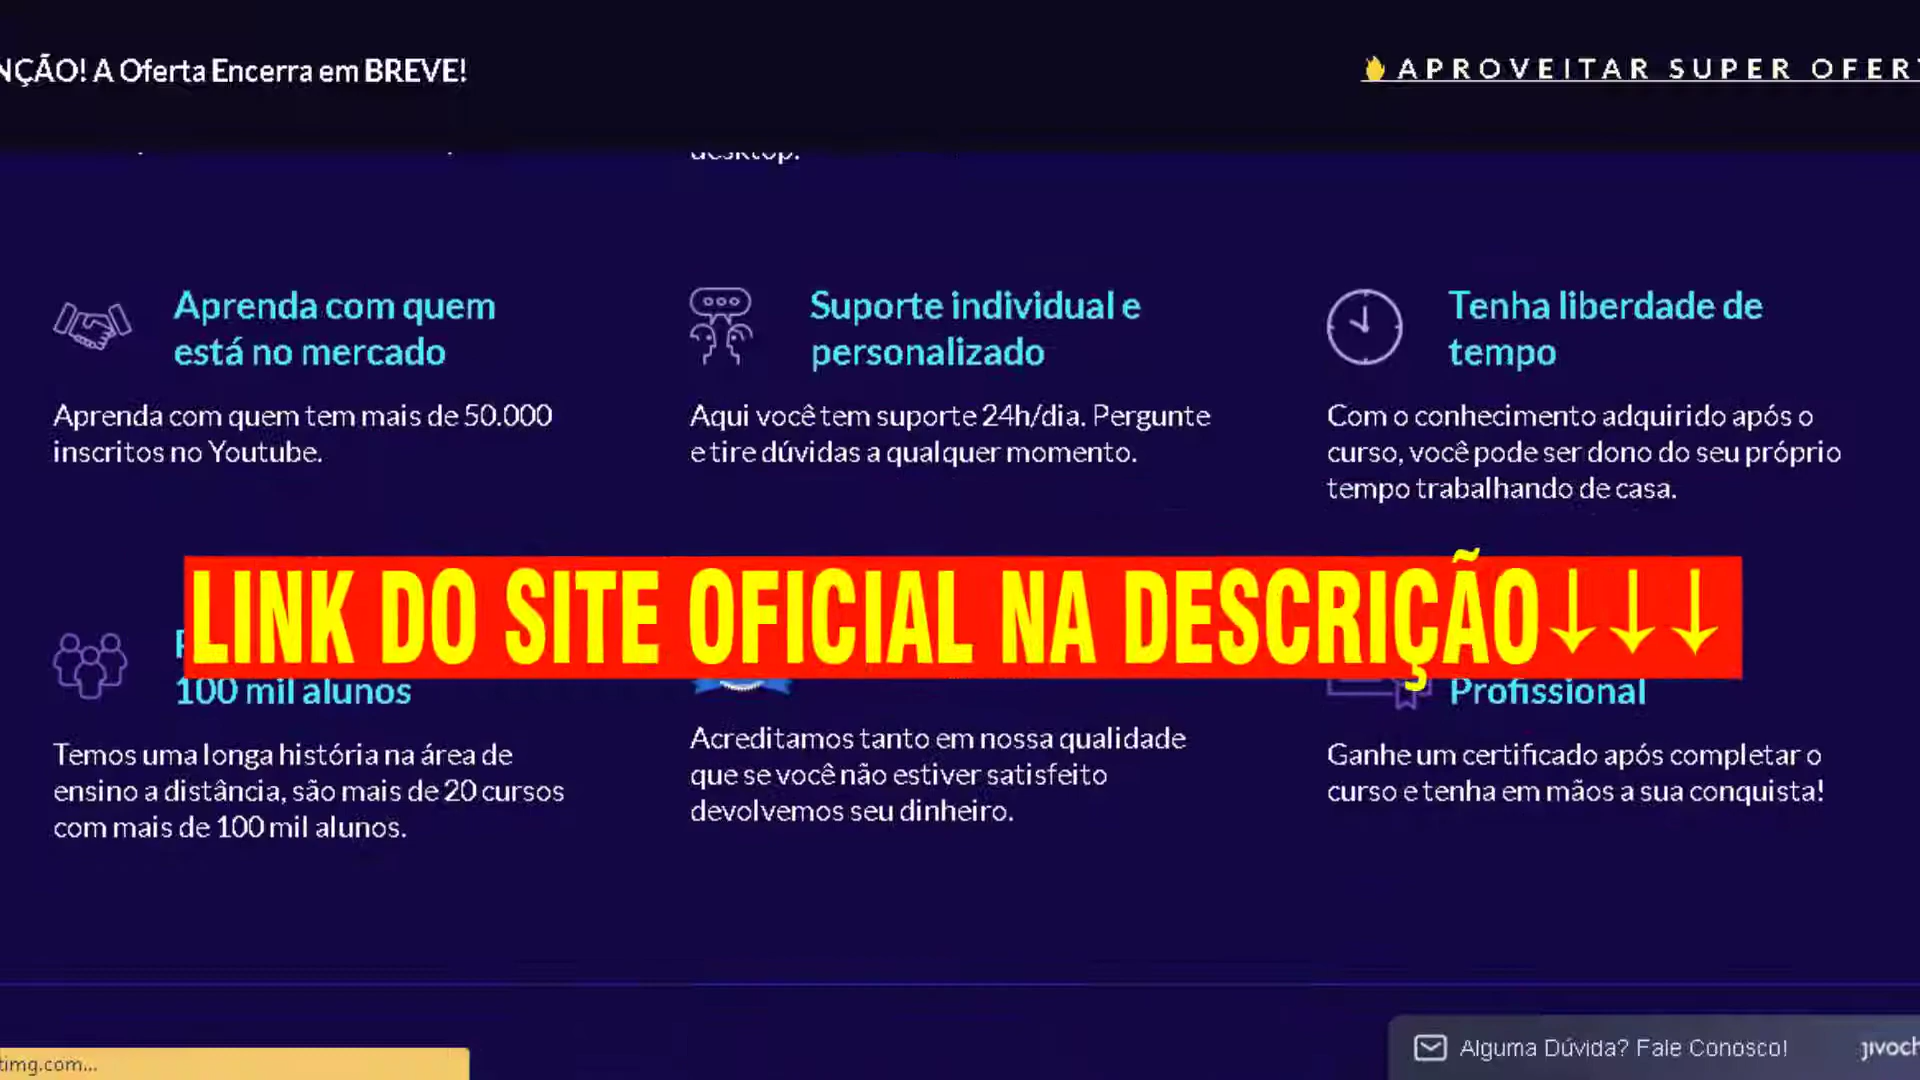 NÇÃO! A Oferta Encerra em BREVE!
APROVEITAR SUPER OFERT
desktop.
Aprenda com quem
está no mercado
Aprenda com quem tem mais de 50.000
inscritos no Youtube.
Suporte individual e
personalizado
Aqui você tem suporte 24h/dia. Pergunte
e tire dúvidas a qualquer momento.
Tenha liberdade de
tempo
Com o conhecimento adquirido após o
curso, você pode ser dono do seu próprio
tempo trabalhando de casa.
LINK DO SITE OFICIAL NA DESCRIÇÃO↓↓↓
100 mil alunos
Temos uma longa história na área de
ensino a distância, são mais de 20 cursos
com mais de 100 mil alunos.
Acreditamos tanto em nossa qualidade
que se você não estiver satisfeito
devolvemos seu dinheiro.
Profissional
Ganhe um certificado após completar o
curso e tenha em mãos a sua conquista!
timg.com...
Alguma Dúvida? Fale Conosco!
jivoch